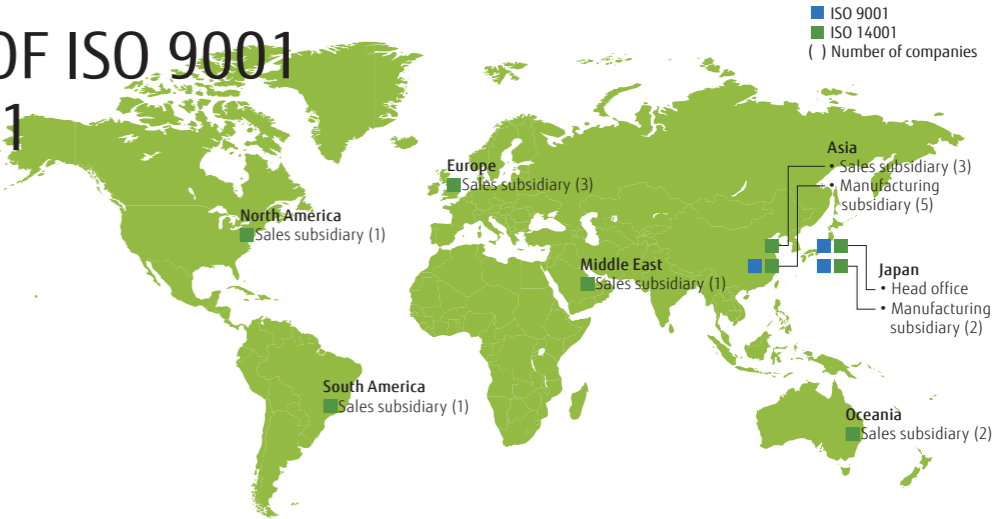 OF ISO 9001
1
ISO 9001
ISO 14001
( ) Number of companies
Europe
Sales subsidiary (3)
North America
Sales subsidiary (1)
Middle East
Sales subsidiary (1)
South America
Sales subsidiary (1)
Asia
• Sales subsidiary (3)
• Manufacturing
subsidiary (5)
Japan
• Head office
• Manufacturing
subsidiary (2)
Oceania
Sales subsidiary (2)